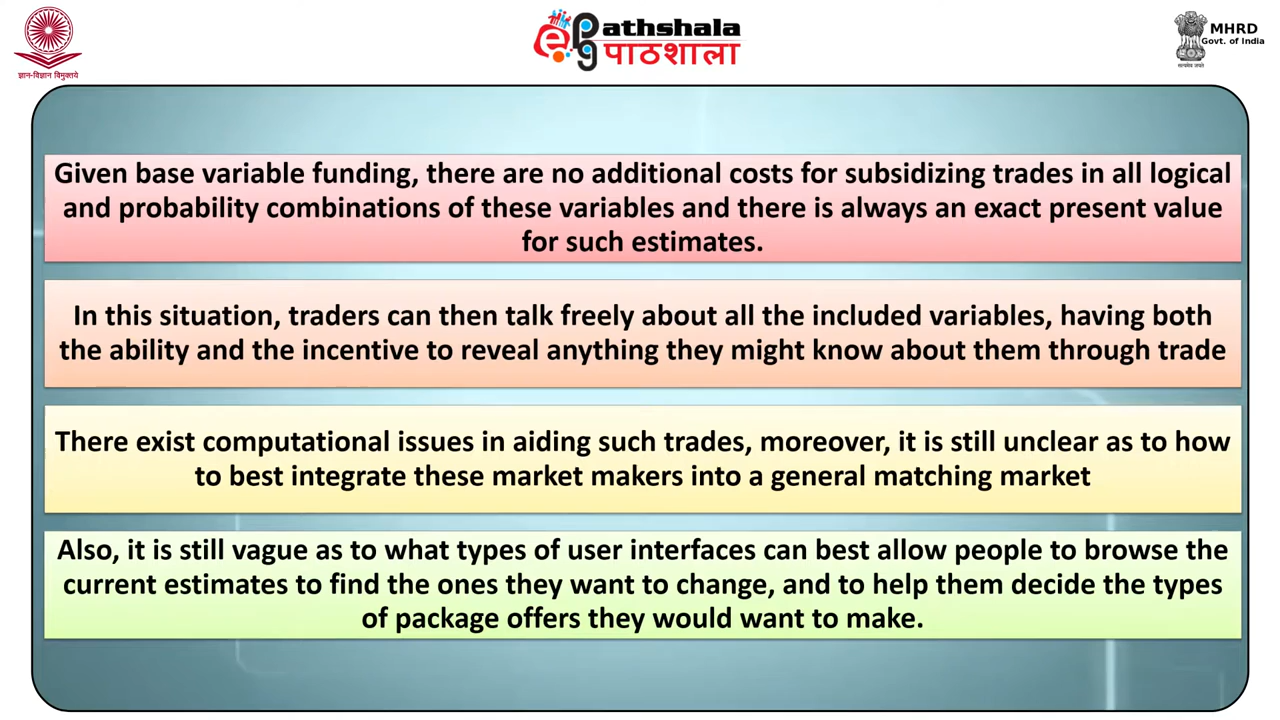 ज्ञान-विज्ञान विमुक्तये
ePathshala
पाठशाला
MHRD
Govt. of India
सत्यमेव जयते
Given base variable funding, there are no additional costs for subsidizing trades in all logical
and probability combinations of these variables and there is always an exact present value
for such estimates.
In this situation, traders can then talk freely about all the included variables, having both
the ability and the incentive to reveal anything they might know about them through trade
There exist computational issues in aiding such trades, moreover, it is still unclear as to how
to best integrate these market makers into a general matching market
Also, it is still vague as to what types of user interfaces can best allow people to browse the
current estimates to find the ones they want to change, and to help them decide the types
of package offers they would want to make.